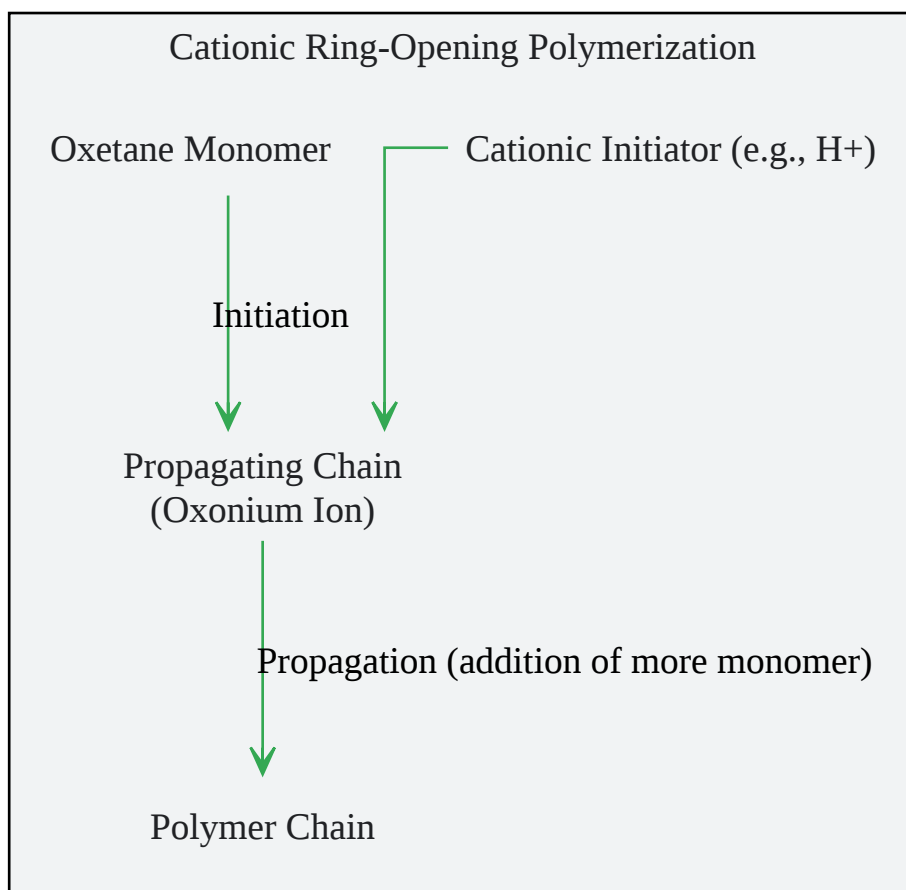 Cationic Ring-Opening Polymerization
Oxetane Monomer
Cationic Initiator (e.g., H+)
Initiation
Propagating Chain
(Oxonium Ion)
Propagation (addition of more monomer)
Polymer Chain